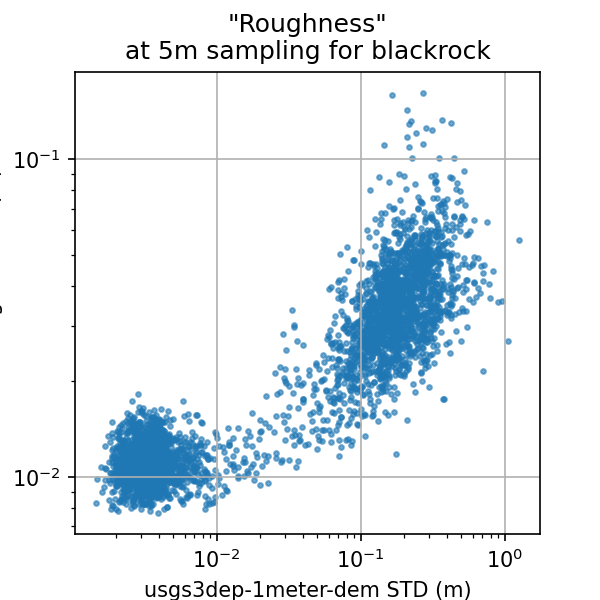 "Roughness"
at 5m sampling for blackrock
10⁻¹
10⁻²
10⁻²
10⁻¹
10⁰
usgs3dep-1meter-dem STD (m)